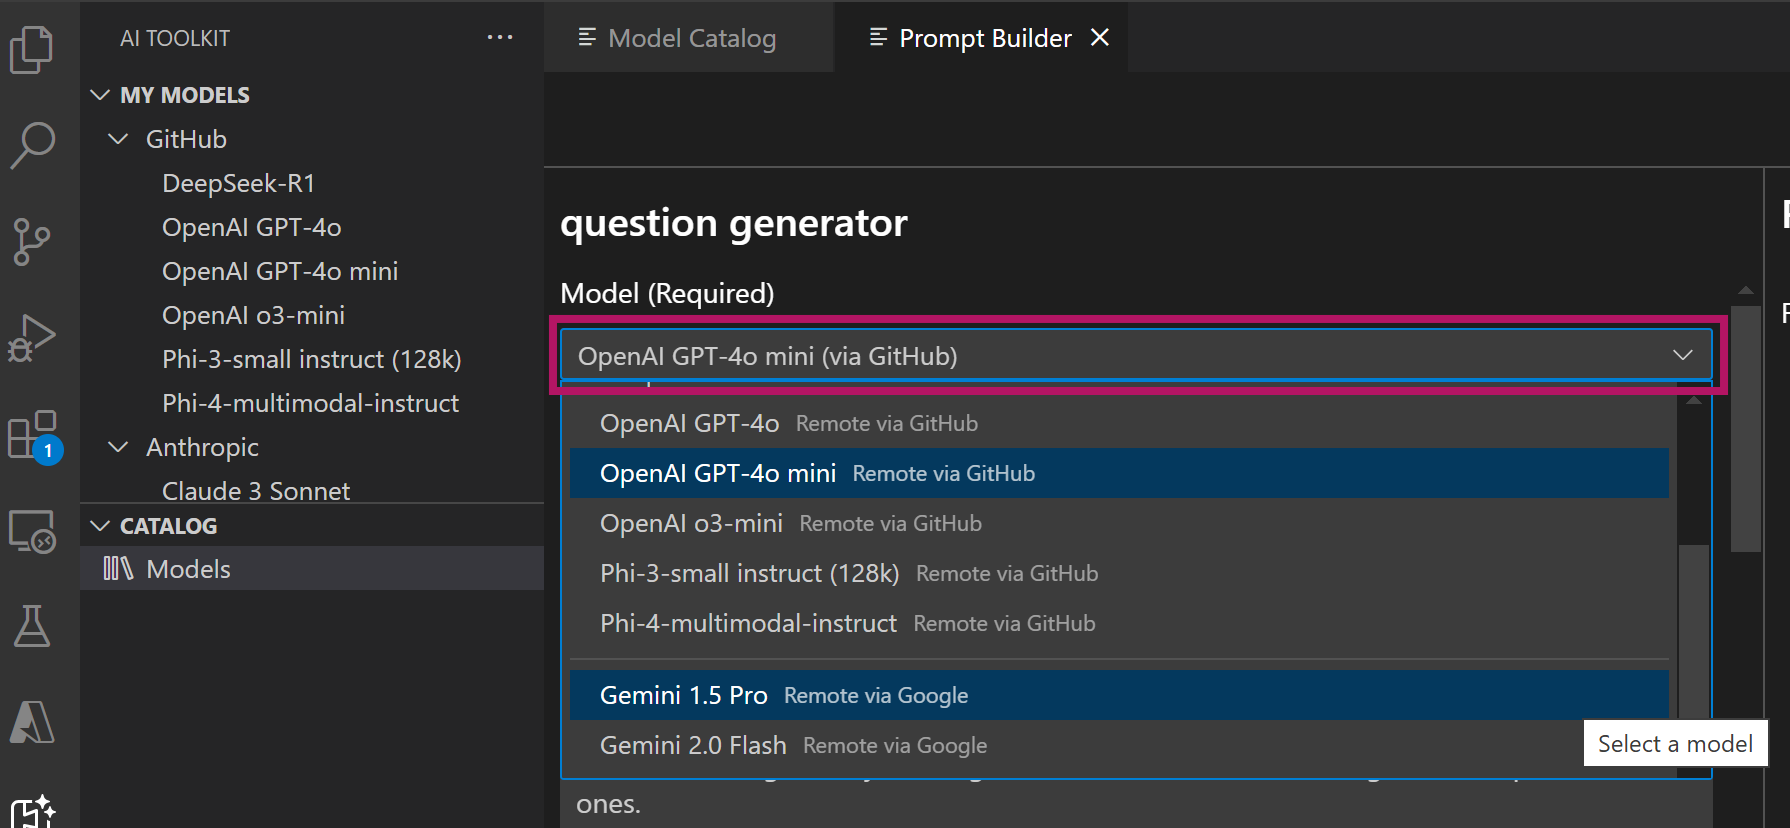 AI TOOLKIT
MY MODELS
GitHub
DeepSeek-R1
OpenAI GPT-4o
OpenAI GPT-4o mini
OpenAI o3-mini
Phi-3-small instruct (128k)
Phi-4-multimodal-instruct
Anthropic
Claude 3 Sonnet
CATALOG
Models
1
Model Catalog
Prompt Builder
question generator
Model (Required)
OpenAI GPT-4o mini (via GitHub)
OpenAI GPT-4o Remote via GitHub
OpenAI GPT-4o mini Remote via GitHub
OpenAI o3-mini Remote via GitHub
Phi-3-small instruct (128k) Remote via GitHub
Phi-4-multimodal-instruct Remote via GitHub
Gemini 1.5 Pro Remote via Google
Gemini 2.0 Flash Remote via Google
Select a model
ones.